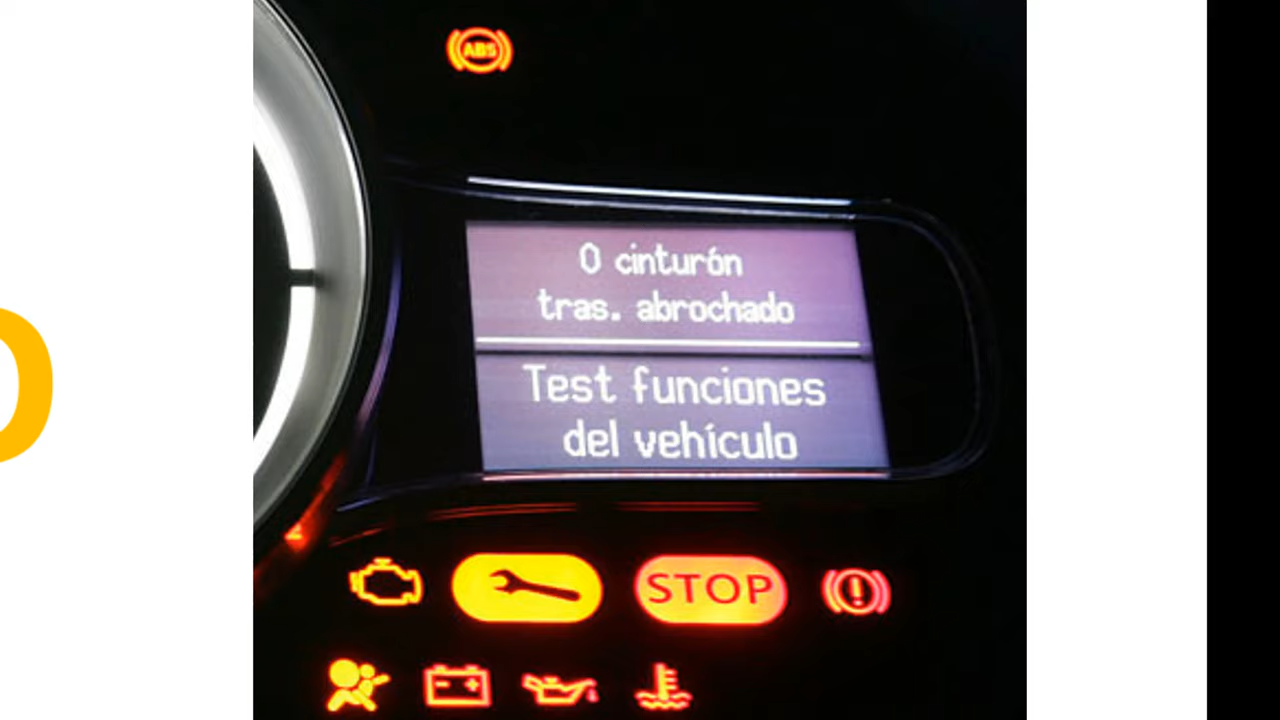 ABS
0 cinturón
tras. abrochado
Test funciones
del vehículo
STOP